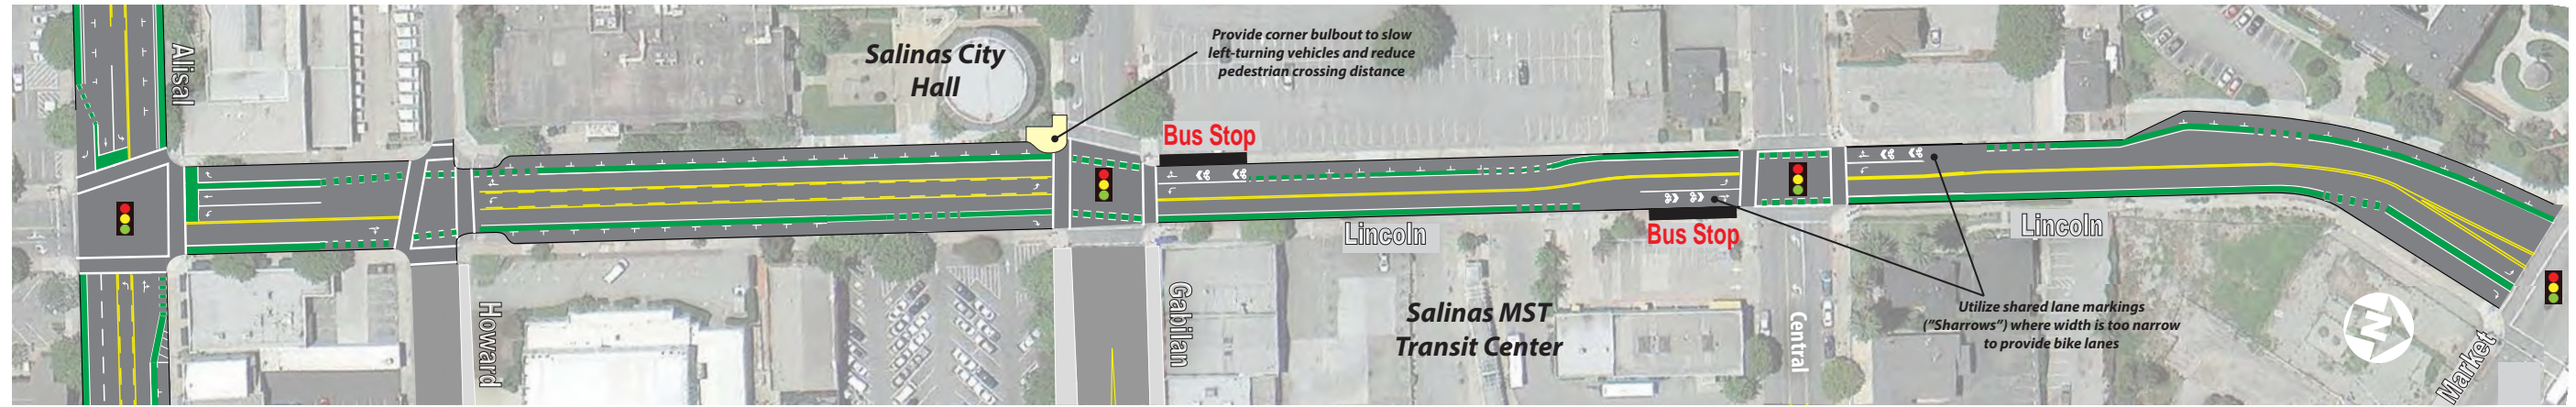 Alisal
Salinas City
Hall
Provide corner bulbout to slow
left-turning vehicles and reduce
pedestrian crossing distance
Bus Stop
Howard
Gabilan
Lincoln
Salinas MST
Transit Center
Bus Stop
Central
Lincoln
Utilize shared lane markings
("Sharrows") where width is too narrow
to provide bike lanes
N
Market